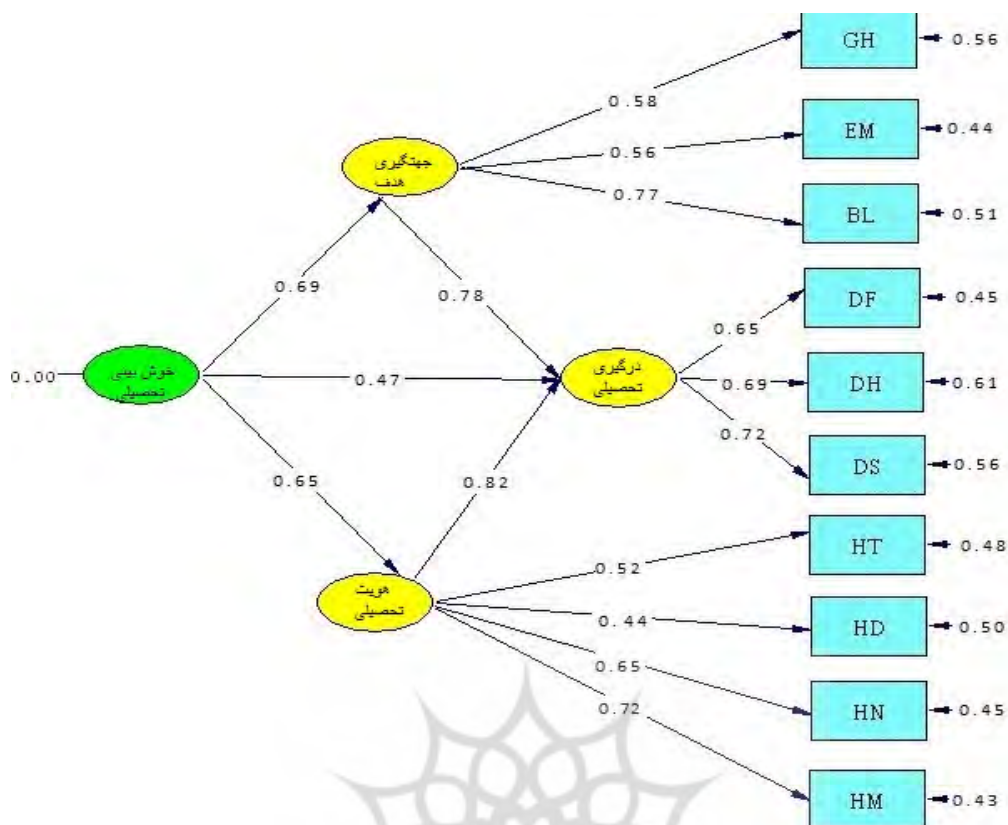 GH
0.56
0.58
EM
0.44
جهتگیری
هدف
0.56
0.77
BL
0.51
0.69
0.78
DF
0.45
0.65
0.00
خوش بینی
تحصیلی
0.47
درگیری
تحصیلی
0.69
DH
0.61
0.72
DS
0.56
0.65
0.82
HT
0.48
0.52
هویت
تحصیلی
0.44
HD
0.50
0.65
HN
0.45
0.72
HM
0.43